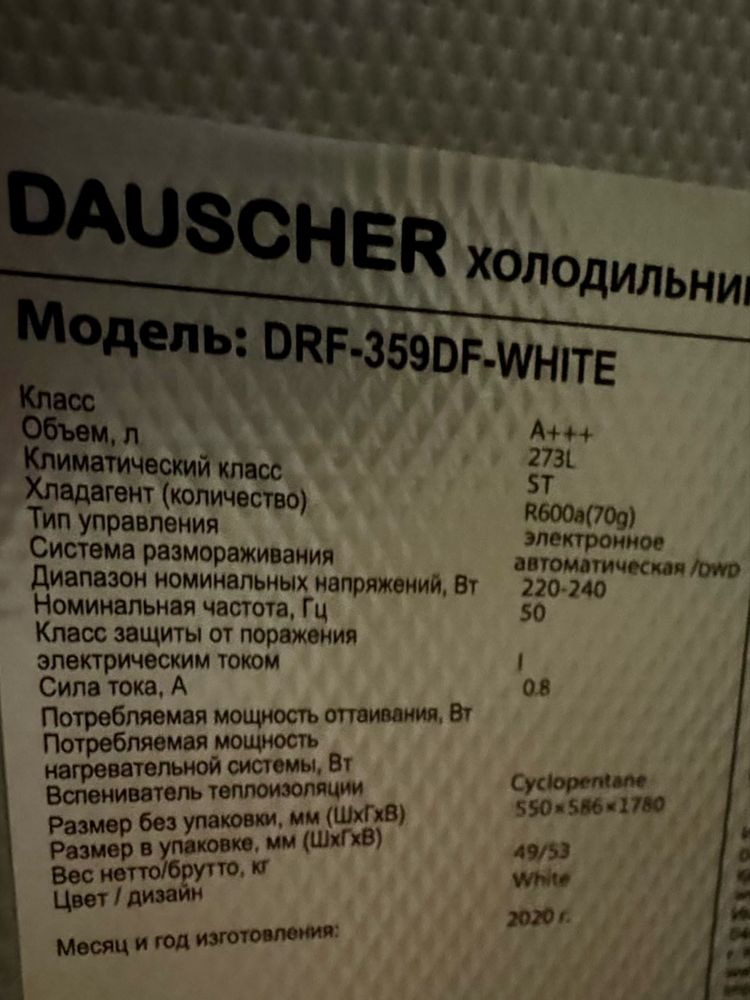 DAUSCHER ХОЛОДИЛЬНИ
Модель: DRF-359DF-WHITE
Класс A+++
Объем, л 273L
Климатический класс ST
Хладагент (количество) R600a(70g)
Тип управления электронное
Система размораживания автоматическая /DWD
Диапазон номинальных напряжений, Вт 220-240
Номинальная частота, Гц 50
Класс защиты от поражения
электрическим током I
Сила тока, А 0.8
Потребляемая мощность оттаивания, Вт
Потребляемая мощность
нагревательной системы, Вт
Вспениватель теплоизоляции Cyclopentane
Размер без упаковки, мм (ШхГхВ) 550×586×1780
Размер в упаковке, мм (ШхГхВ)
Вес нетто/брутто, кг 49/53
Цвет / дизайн White
Месяц и год изготовления: 2020 г.